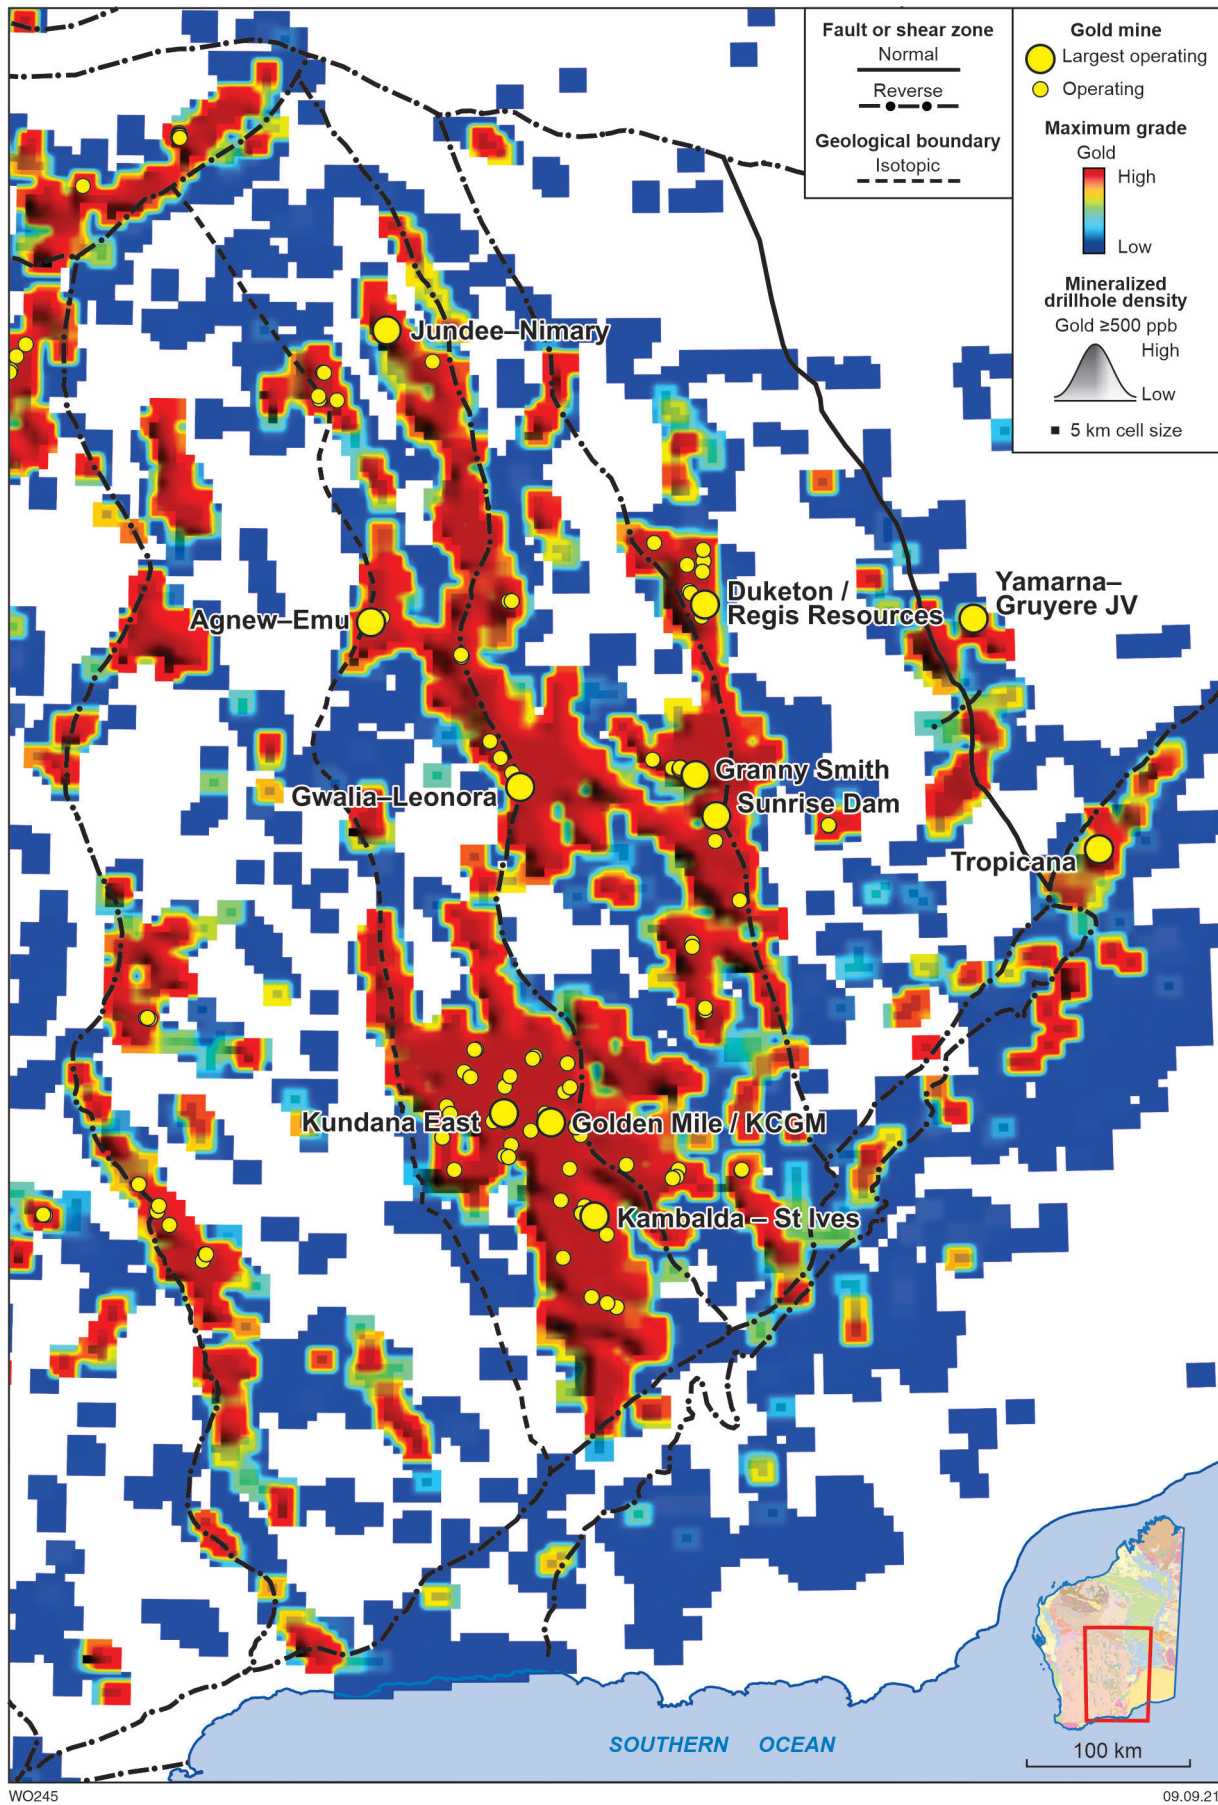 Fault or shear zone
Normal
Reverse
Geological boundary
Isotopic
Gold mine
Largest operating
Operating
Maximum grade
Gold
High
Low
Mineralized
drillhole density
Gold ≥500 ppb
High
Low
5 km cell size
Jundee–Nimary
Agnew–Emu
Duketon /
Regis Resources
Yamarna–
Gruyere JV
Granny Smith
Gwalia–Leonora
Sunrise Dam
Tropicana
Kundana East
Golden Mile / KCGM
Kambalda – St Ives
SOUTHERN OCEAN
100 km
WO245
09.09.21